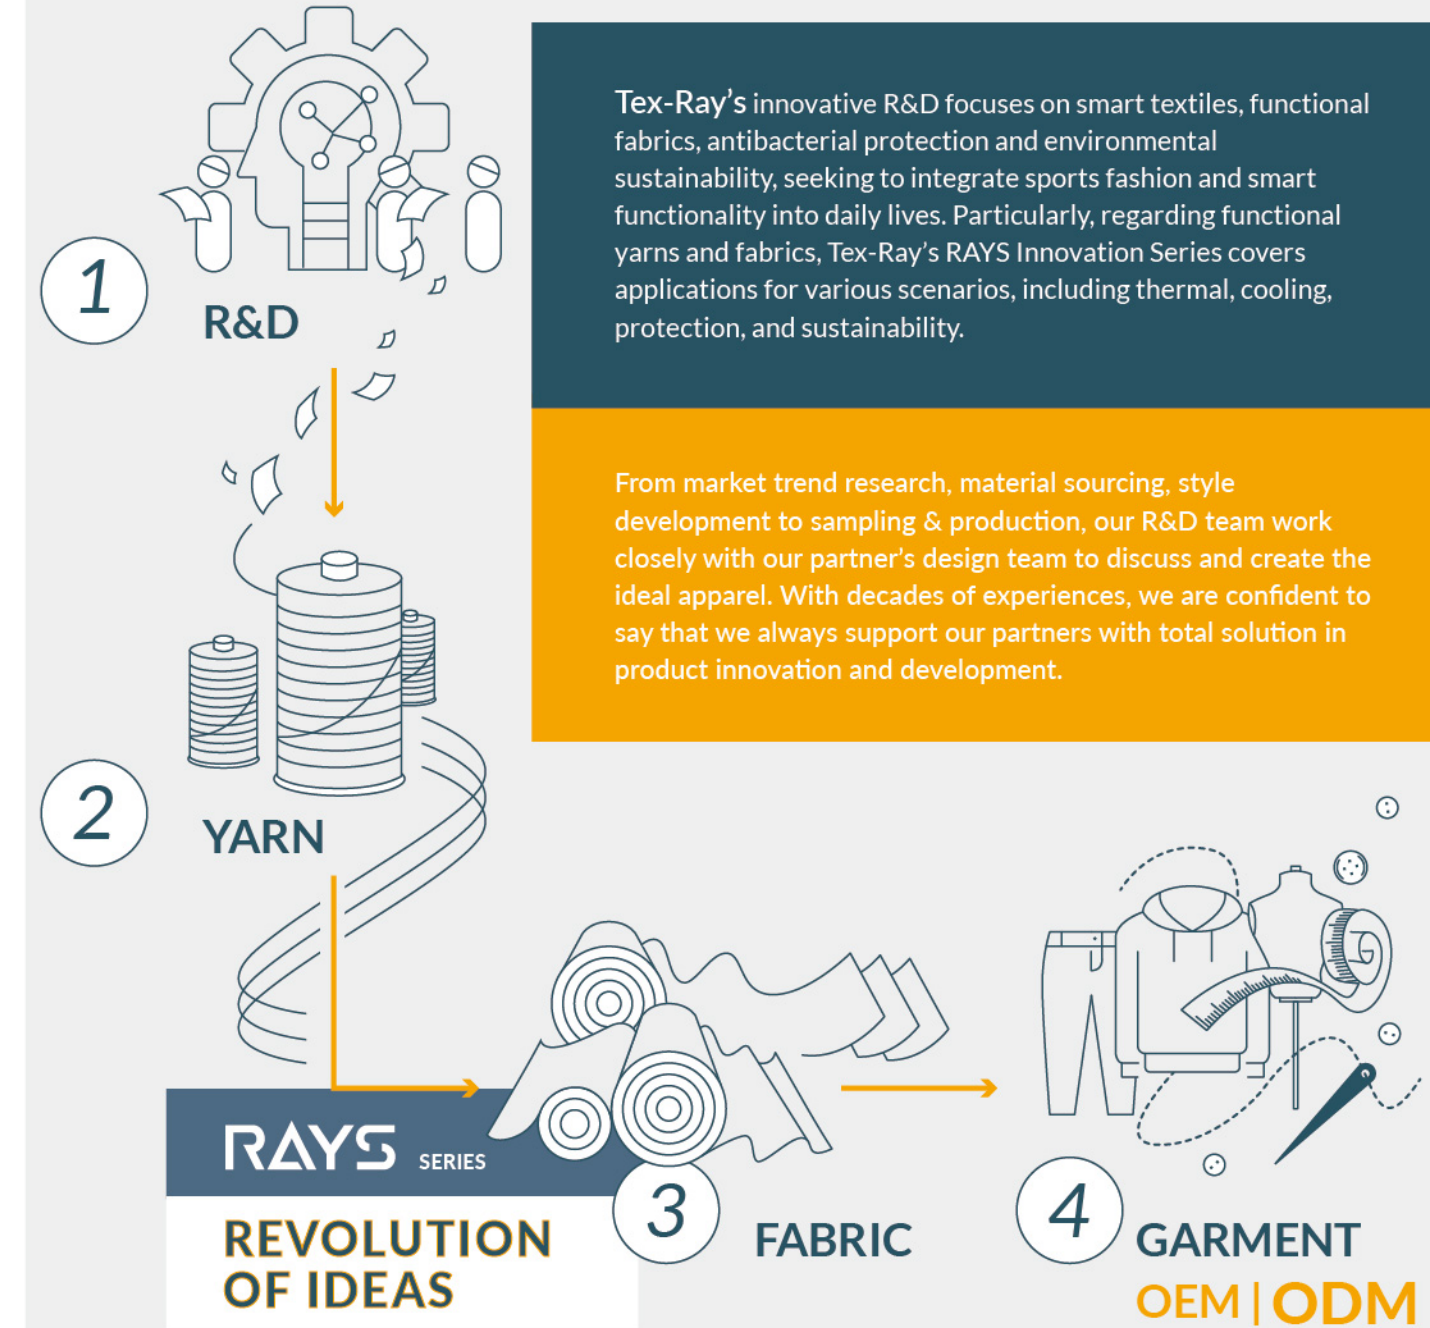 1
R&D
Tex-Ray’s innovative R&D focuses on smart textiles, functional
fabrics, antibacterial protection and environmental
sustainability, seeking to integrate sports fashion and smart
functionality into daily lives. Particularly, regarding functional
yarns and fabrics, Tex-Ray’s RAYS Innovation Series covers
applications for various scenarios, including thermal, cooling,
protection, and sustainability.
From market trend research, material sourcing, style
development to sampling & production, our R&D team work
closely with our partner’s design team to discuss and create the
ideal apparel. With decades of experiences, we are confident to
say that we always support our partners with total solution in
product innovation and development.
2
YARN
RAYS SERIES
REVOLUTION
OF IDEAS
3
FABRIC
4
GARMENT
OEM | ODM